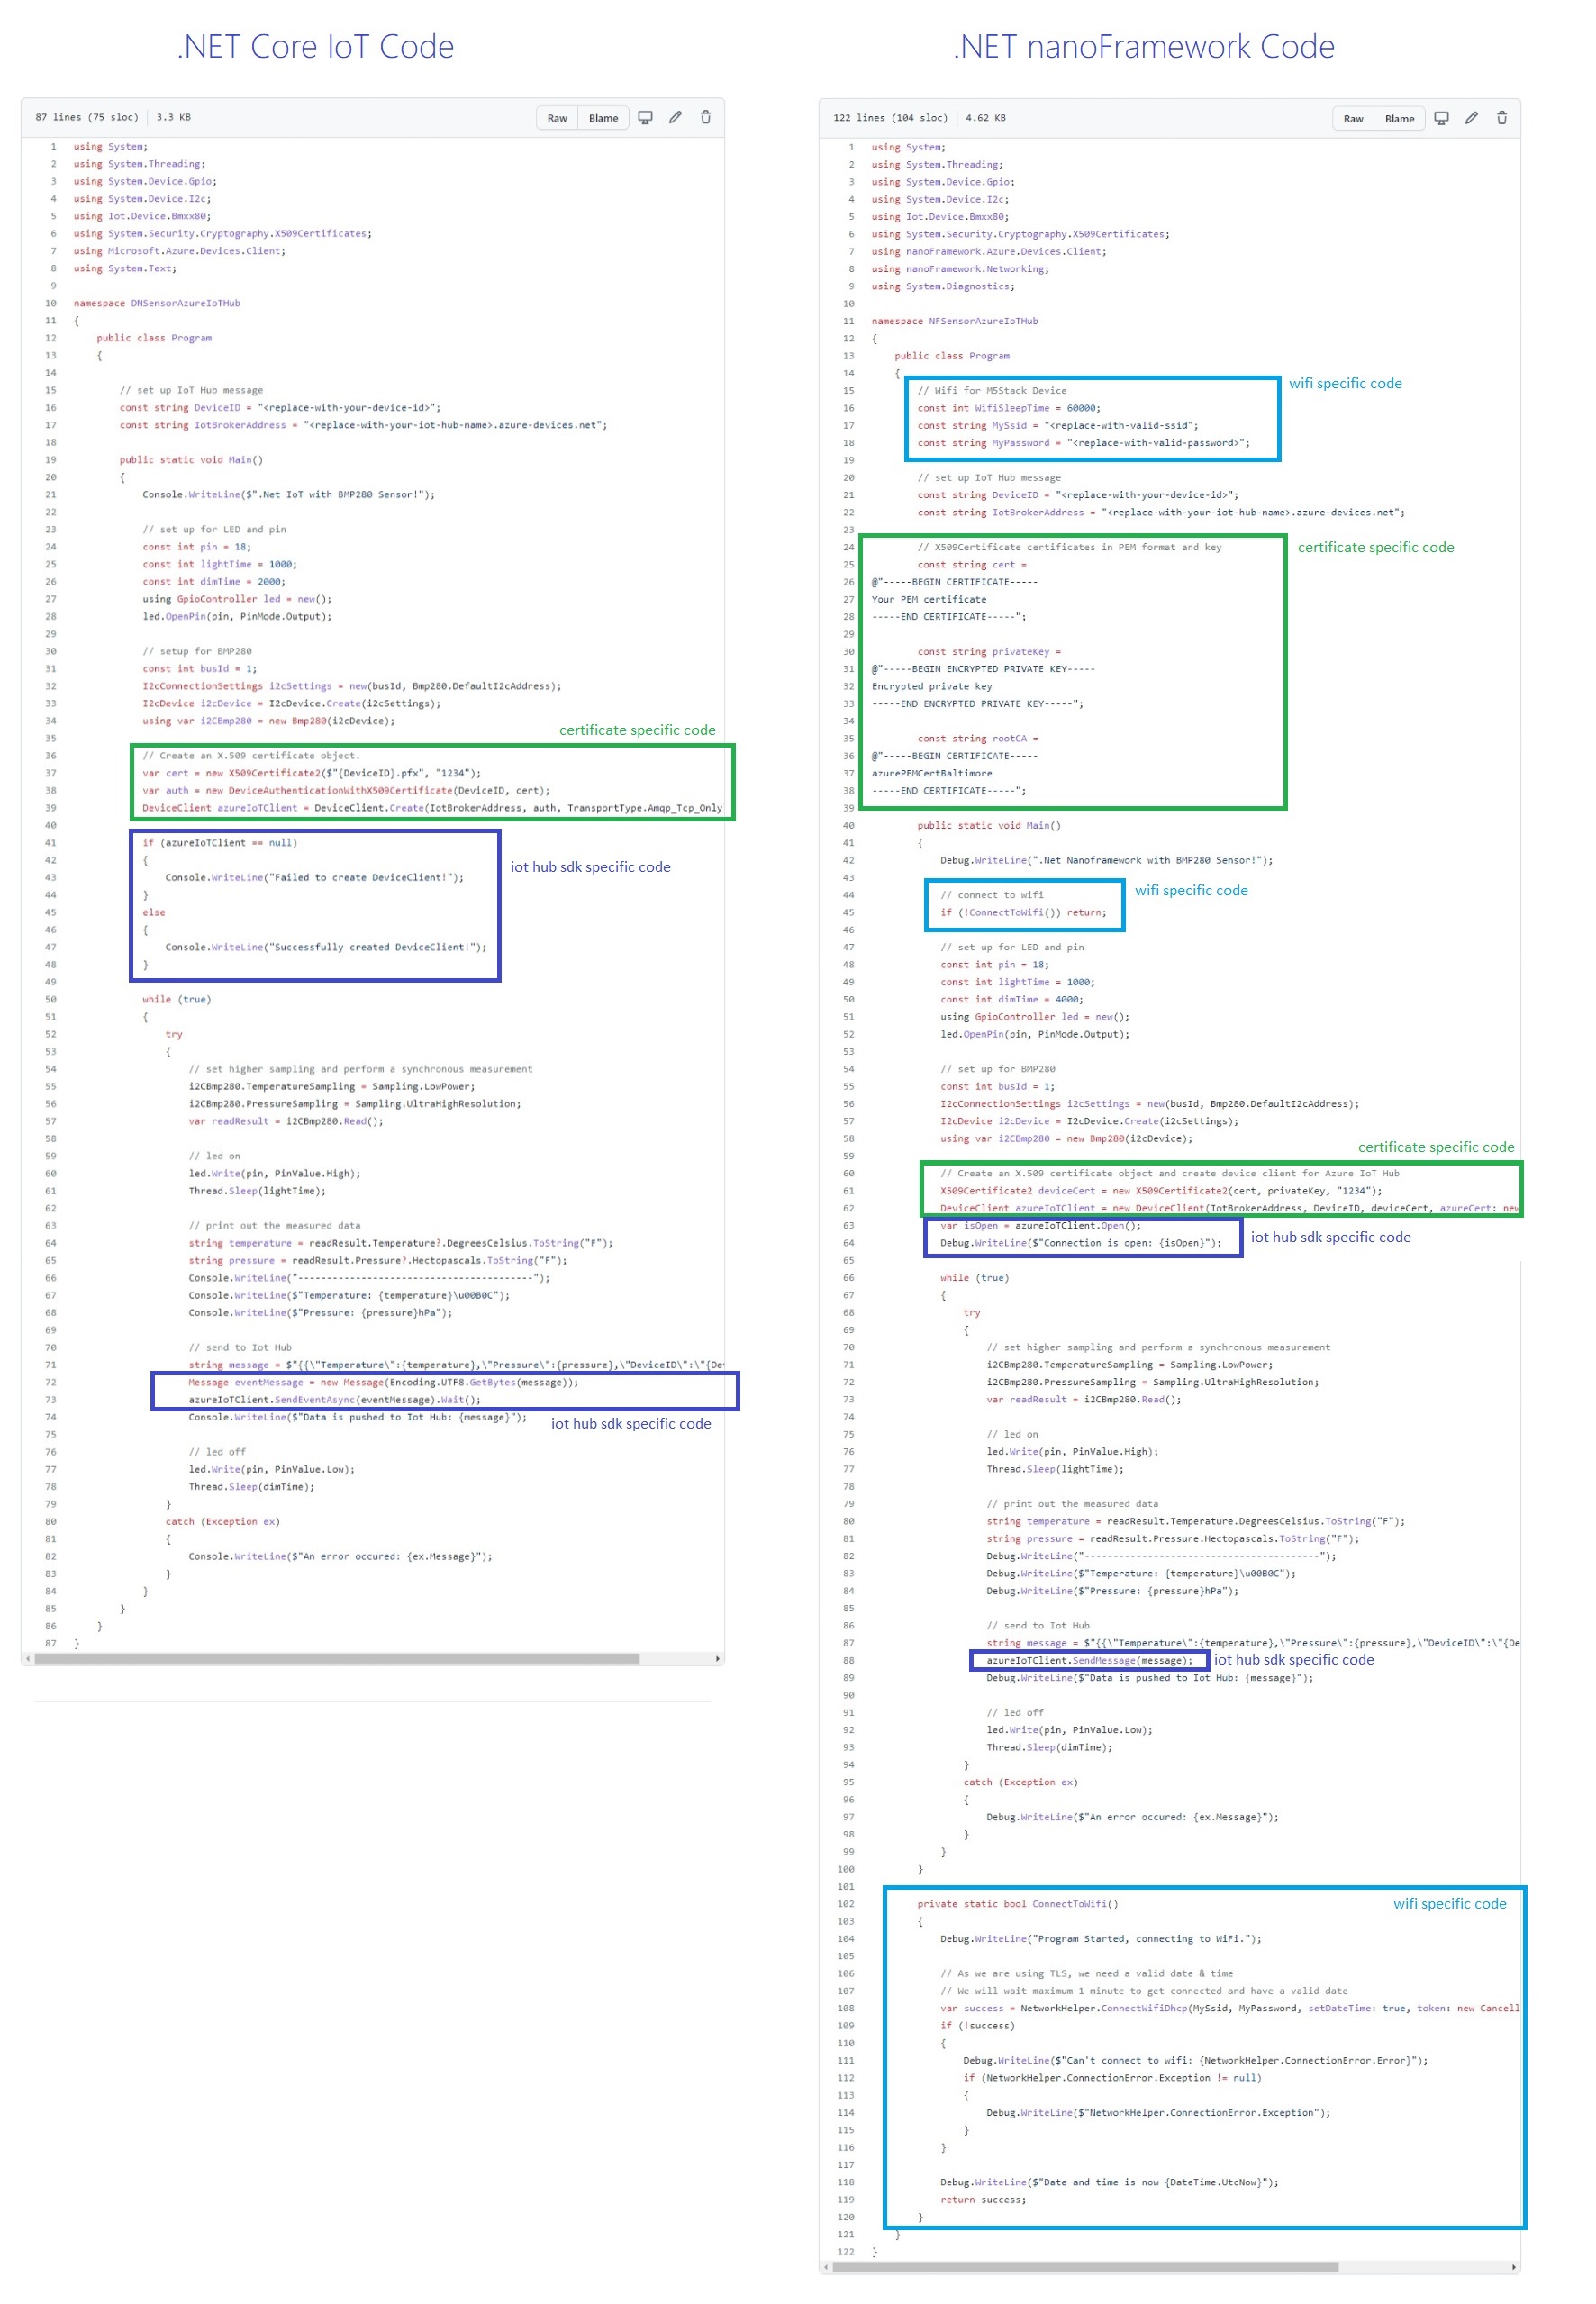 .NET Core IoT Code
87 lines (75 sloc) 3.3 KB
Raw Blame
1 using System;
2 using System.Threading;
3 using System.Device.Gpio;
4 using System.Device.I2c;
5 using Iot.Device.Bmxx80;
6 using System.Security.Cryptography.X509Certificates;
7 using Microsoft.Azure.Devices.Client;
8 using System.Text;
9
10 namespace DNSensorAzureIoTHub
11 {
12 public class Program
13 {
14
15 // set up IoT Hub message
16 const string DeviceID = "<replace-with-your-device-id>";
17 const string IotBrokerAddress = "<replace-with-your-iot-hub-name>.azure-devices.net";
18
19 public static void Main()
20 {
21 Console.WriteLine($".Net IoT with BMP280 Sensor!");
22
23 // set up for LED and pin
24 const int pin = 18;
25 const int lightTime = 1000;
26 const int dimTime = 2000;
27 using GpioController led = new();
28 led.OpenPin(pin, PinMode.Output);
29
30 // setup for BMP280
31 const int busId = 1;
32 I2cConnectionSettings i2cSettings = new(busId, Bmp280.DefaultI2cAddress);
33 I2cDevice i2cDevice = I2cDevice.Create(i2cSettings);
34 using var i2CBmp280 = new Bmp280(i2cDevice);
35
certificate specific code
36 // Create an X.509 certificate object.
37 var cert = new X509Certificate2($"{DeviceID}.pfx", "1234");
38 var auth = new DeviceAuthenticationWithX509Certificate(DeviceID, cert);
39 DeviceClient azureIoTClient = DeviceClient.Create(IotBrokerAddress, auth, TransportType.Amqp_Tcp_Only
40
41 if (azureIoTClient == null)
42 {
iot hub sdk specific code
43 Console.WriteLine("Failed to create DeviceClient!");
44 }
45 else
46 {
47 Console.WriteLine("Successfully created DeviceClient!");
48 }
49
50 while (true)
51 {
52 try
53 {
54 // set higher sampling and perform a synchronous measurement
55 i2CBmp280.TemperatureSampling = Sampling.LowPower;
56 i2CBmp280.PressureSampling = Sampling.UltraHighResolution;
57 var readResult = i2CBmp280.Read();
58
59 // led on
60 led.Write(pin, PinValue.High);
61 Thread.Sleep(lightTime);
62
63 // print out the measured data
64 string temperature = readResult.Temperature?.DegreesCelsius.ToString("F");
65 string pressure = readResult.Pressure?.Hectopascals.ToString("F");
66 Console.WriteLine("-----------------------------------------");
67 Console.WriteLine($"Temperature: {temperature}\u00B0C");
68 Console.WriteLine($"Pressure: {pressure}hPa");
69
70 // send to Iot Hub
71 string message = $"{{\"Temperature\":{temperature},\"Pressure\":{pressure},\"DeviceID\":\"{De
72 Message eventMessage = new Message(Encoding.UTF8.GetBytes(message));
73 azureIoTClient.SendEventAsync(eventMessage).Wait();
74 Console.WriteLine($"Data is pushed to Iot Hub: {message}");
iot hub sdk specific code
75
76 // led off
77 led.Write(pin, PinValue.Low);
78 Thread.Sleep(dimTime);
79 }
80 catch (Exception ex)
81 {
82 Console.WriteLine($"An error occured: {ex.Message}");
83 }
84 }
85 }
86 }
87 }
.NET nanoFramework Code
122 lines (104 sloc) 4.62 KB
Raw Blame
1 using System;
2 using System.Threading;
3 using System.Device.Gpio;
4 using System.Device.I2c;
5 using Iot.Device.Bmxx80;
6 using System.Security.Cryptography.X509Certificates;
7 using nanoFramework.Azure.Devices.Client;
8 using nanoFramework.Networking;
9 using System.Diagnostics;
10
11 namespace NFSensorAzureIoTHub
12 {
13 public class Program
14 {
wifi specific code
15 // Wifi for M5Stack Device
16 const int WifiSleepTime = 60000;
17 const string MySsid = "<replace-with-valid-ssid";
18 const string MyPassword = "<replace-with-valid-password>";
19
20 // set up IoT Hub message
21 const string DeviceID = "<replace-with-your-device-id>";
22 const string IotBrokerAddress = "<replace-with-your-iot-hub-name>.azure-devices.net";
23
24 // X509Certificate certificates in PEM format and key
certificate specific code
25 const string cert =
26 @"-----BEGIN CERTIFICATE-----
27 Your PEM certificate
28 -----END CERTIFICATE-----";
29
30 const string privateKey =
31 @"-----BEGIN ENCRYPTED PRIVATE KEY-----
32 Encrypted private key
33 -----END ENCRYPTED PRIVATE KEY-----";
34
35 const string rootCA =
36 @"-----BEGIN CERTIFICATE-----
37 azurePEMCertBaltimore
38 -----END CERTIFICATE-----";
39
40 public static void Main()
41 {
42 Debug.WriteLine(".Net Nanoframework with BMP280 Sensor!");
43
wifi specific code
44 // connect to wifi
45 if (!ConnectToWifi()) return;
46
47 // set up for LED and pin
48 const int pin = 18;
49 const int lightTime = 1000;
50 const int dimTime = 4000;
51 using GpioController led = new();
52 led.OpenPin(pin, PinMode.Output);
53
54 // set up for BMP280
55 const int busId = 1;
56 I2cConnectionSettings i2cSettings = new(busId, Bmp280.DefaultI2cAddress);
57 I2cDevice i2cDevice = I2cDevice.Create(i2cSettings);
58 using var i2CBmp280 = new Bmp280(i2cDevice);
certificate specific code
59
60 // Create an X.509 certificate object and create device client for Azure IoT Hub
61 X509Certificate2 deviceCert = new X509Certificate2(cert, privateKey, "1234");
62 DeviceClient azureIoTClient = new DeviceClient(IotBrokerAddress, DeviceID, deviceCert, azureCert: new
63 var isOpen = azureIoTClient.Open();
64 Debug.WriteLine($"Connection is open: {isOpen}");
iot hub sdk specific code
65
66 while (true)
67 {
68 try
69 {
70 // set higher sampling and perform a synchronous measurement
71 i2CBmp280.TemperatureSampling = Sampling.LowPower;
72 i2CBmp280.PressureSampling = Sampling.UltraHighResolution;
73 var readResult = i2CBmp280.Read();
74
75 // led on
76 led.Write(pin, PinValue.High);
77 Thread.Sleep(lightTime);
78
79 // print out the measured data
80 string temperature = readResult.Temperature.DegreesCelsius.ToString("F");
81 string pressure = readResult.Pressure.Hectopascals.ToString("F");
82 Debug.WriteLine("-----------------------------------------");
83 Debug.WriteLine($"Temperature: {temperature}\u00B0C");
84 Debug.WriteLine($"Pressure: {pressure}hPa");
85
86 // send to Iot Hub
87 string message = $"{{\"Temperature\":{temperature},\"Pressure\":{pressure},\"DeviceID\":\"{De
88 azureIoTClient.SendMessage(message);
iot hub sdk specific code
89 Debug.WriteLine($"Data is pushed to Iot Hub: {message}");
90
91 // led off
92 led.Write(pin, PinValue.Low);
93 Thread.Sleep(dimTime);
94 }
95 catch (Exception ex)
96 {
97 Debug.WriteLine($"An error occured: {ex.Message}");
98 }
99 }
100 }
101
102 private static bool ConnectToWifi()
wifi specific code
103 {
104 Debug.WriteLine("Program Started, connecting to WiFi.");
105
106 // As we are using TLS, we need a valid date & time
107 // We will wait maximum 1 minute to get connected and have a valid date
108 var success = NetworkHelper.ConnectWifiDhcp(MySsid, MyPassword, setDateTime: true, token: new Cancell
109 if (!success)
110 {
111 Debug.WriteLine($"Can't connect to wifi: {NetworkHelper.ConnectionError.Error}");
112 if (NetworkHelper.ConnectionError.Exception != null)
113 {
114 Debug.WriteLine($"NetworkHelper.ConnectionError.Exception");
115 }
116 }
117
118 Debug.WriteLine($"Date and time is now {DateTime.UtcNow}");
119 return success;
120 }
121 }
122 }